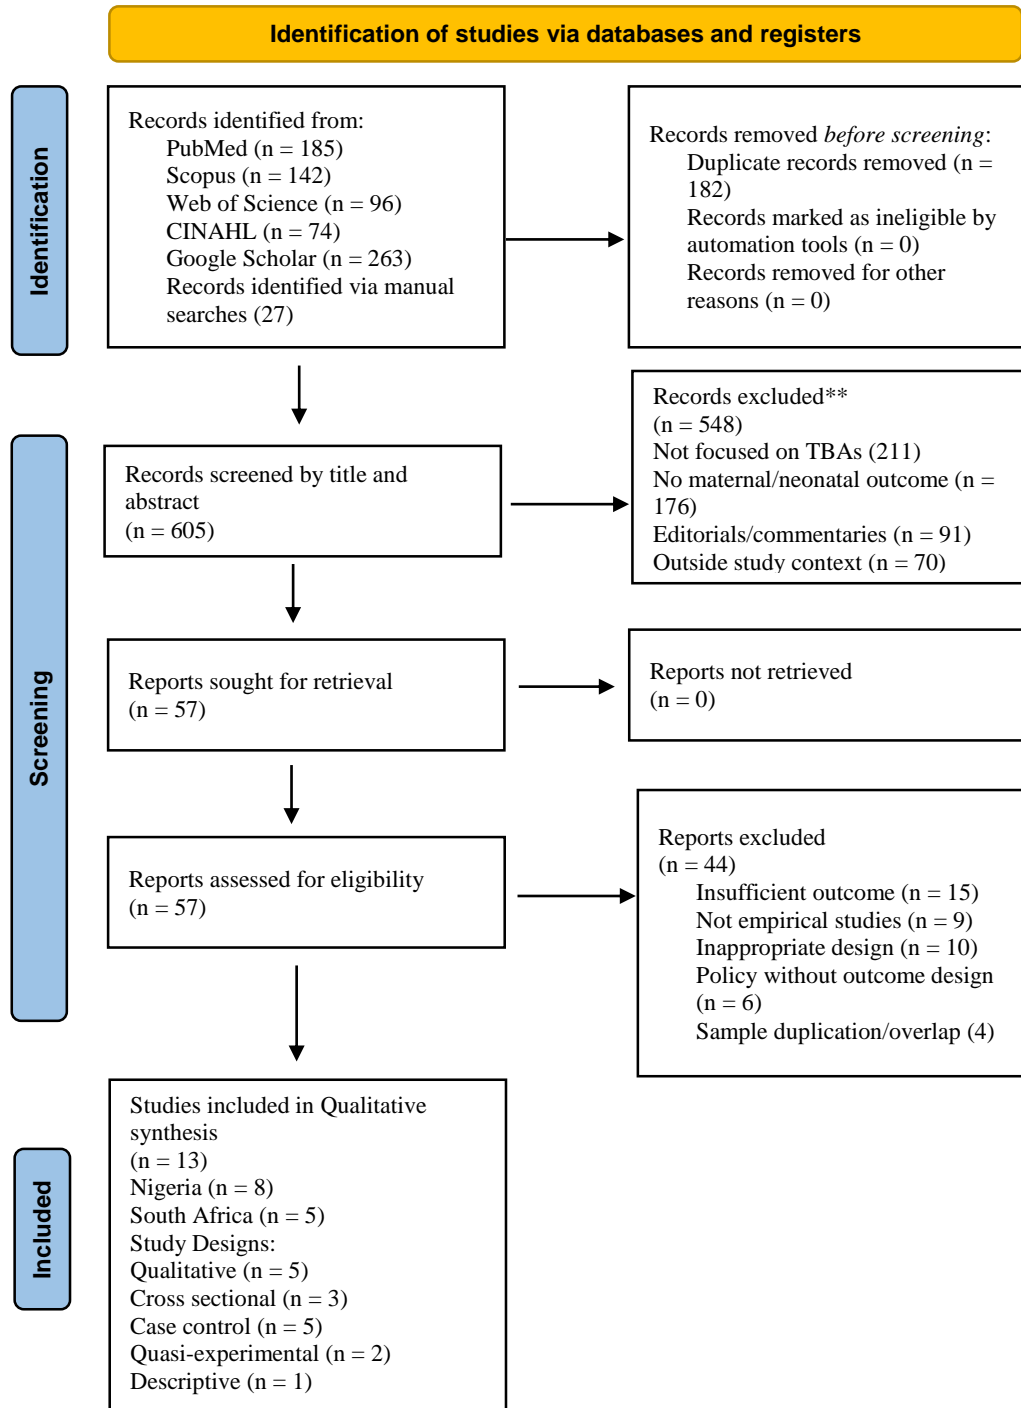 Identification of studies via databases and registers
Identification
Records identified from:
PubMed (n = 185)
Scopus (n = 142)
Web of Science (n = 96)
CINAHL (n = 74)
Google Scholar (n = 263)
Records identified via manual
searches (27)
Records removed before screening:
Duplicate records removed (n =
182)
Records marked as ineligible by
automation tools (n = 0)
Records removed for other
reasons (n = 0)
Screening
Records screened by title and
abstract
(n = 605)
Records excluded**
(n = 548)
Not focused on TBAs (211)
No maternal/neonatal outcome (n =
176)
Editorials/commentaries (n = 91)
Outside study context (n = 70)
Reports sought for retrieval
(n = 57)
Reports not retrieved
(n = 0)
Reports assessed for eligibility
(n = 57)
Reports excluded
(n = 44)
Insufficient outcome (n = 15)
Not empirical studies (n = 9)
Inappropriate design (n = 10)
Policy without outcome design
(n = 6)
Sample duplication/overlap (4)
Included
Studies included in Qualitative
synthesis
(n = 13)
Nigeria (n = 8)
South Africa (n = 5)
Study Designs:
Qualitative (n = 5)
Cross sectional (n = 3)
Case control (n = 5)
Quasi-experimental (n = 2)
Descriptive (n = 1)